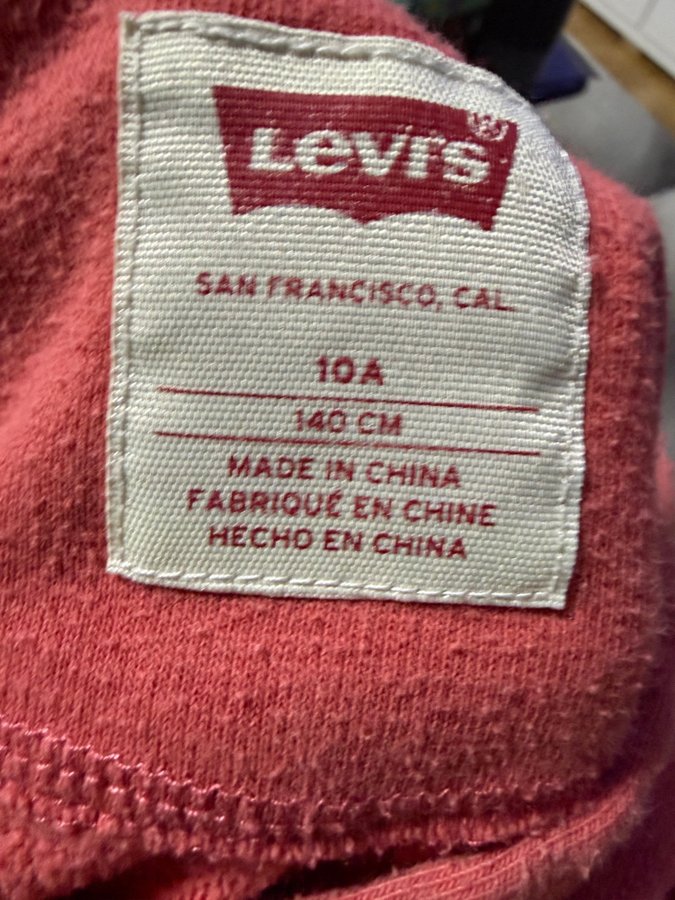 Levi's ®
SAN FRANCISCO, CAL.
10A
140 CM
MADE IN CHINA
FABRIQUÉ EN CHINE
HECHO EN CHINA